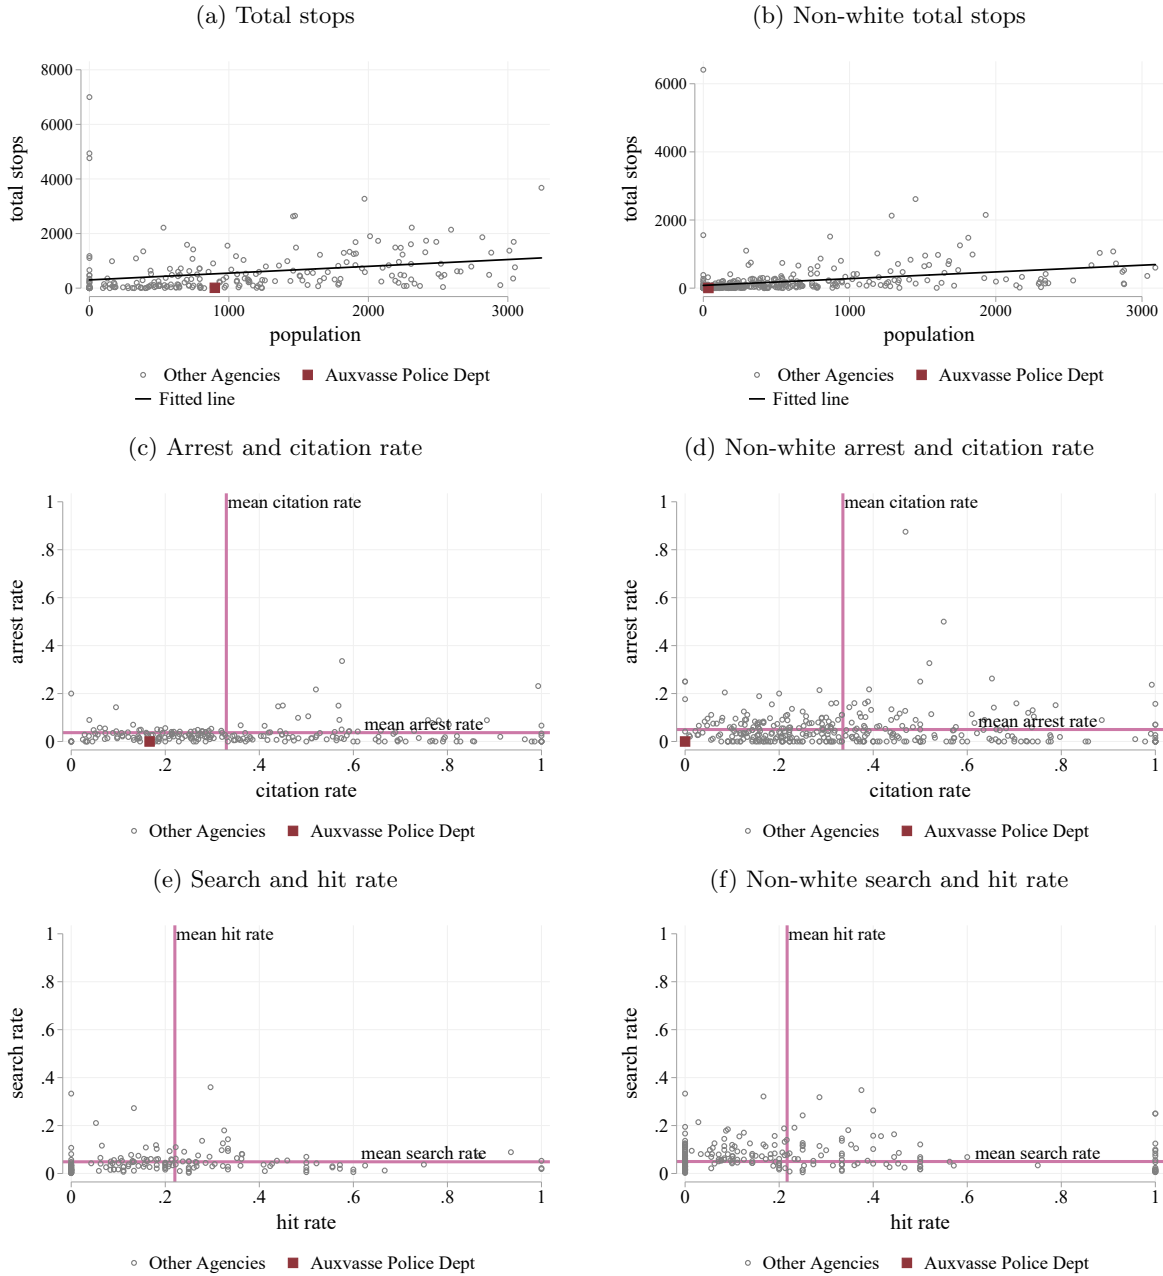 (a) Total stops
(b) Non-white total stops
total stops
8000
6000
4000
2000
0
0
1000
2000
3000
population
Other Agencies
Auxvasse Police Dept
Fitted line
total stops
6000
4000
2000
0
0
1000
2000
3000
population
Other Agencies
Auxvasse Police Dept
Fitted line
(c) Arrest and citation rate
(d) Non-white arrest and citation rate
arrest rate
1
.8
.6
.4
.2
0
mean citation rate
mean arrest rate
0
.2
.4
.6
.8
1
citation rate
Other Agencies
Auxvasse Police Dept
arrest rate
1
.8
.6
.4
.2
0
mean citation rate
mean arrest rate
0
.2
.4
.6
.8
1
citation rate
Other Agencies
Auxvasse Police Dept
(e) Search and hit rate
(f) Non-white search and hit rate
search rate
1
.8
.6
.4
.2
0
mean hit rate
mean search rate
0
.2
.4
.6
.8
1
hit rate
Other Agencies
Auxvasse Police Dept
search rate
1
.8
.6
.4
.2
0
mean hit rate
mean search rate
0
.2
.4
.6
.8
1
hit rate
Other Agencies
Auxvasse Police Dept